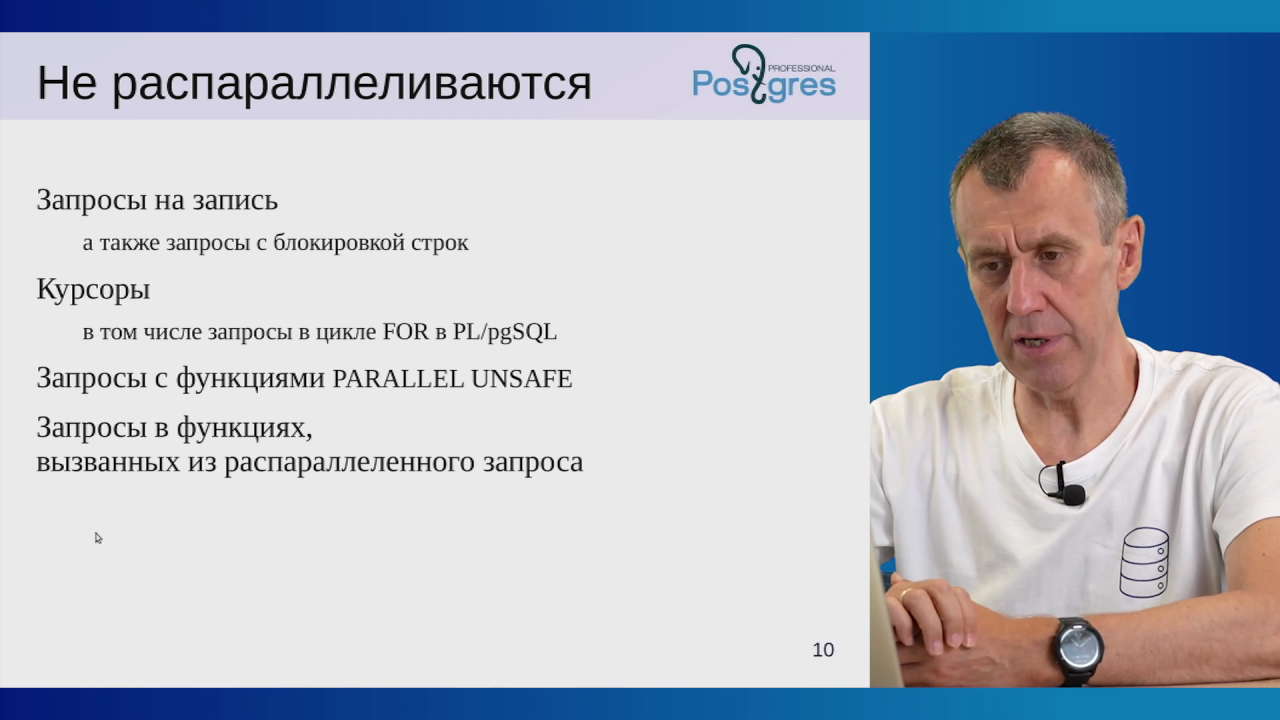 Не распараллеливаются
PROFESSIONAL
Postgres
Запросы на запись
а также запросы с блокировкой строк
Курсоры
в том числе запросы в цикле FOR в PL/pgSQL
Запросы с функциями PARALLEL UNSAFE
Запросы в функциях,
вызванных из распараллеленного запроса
10